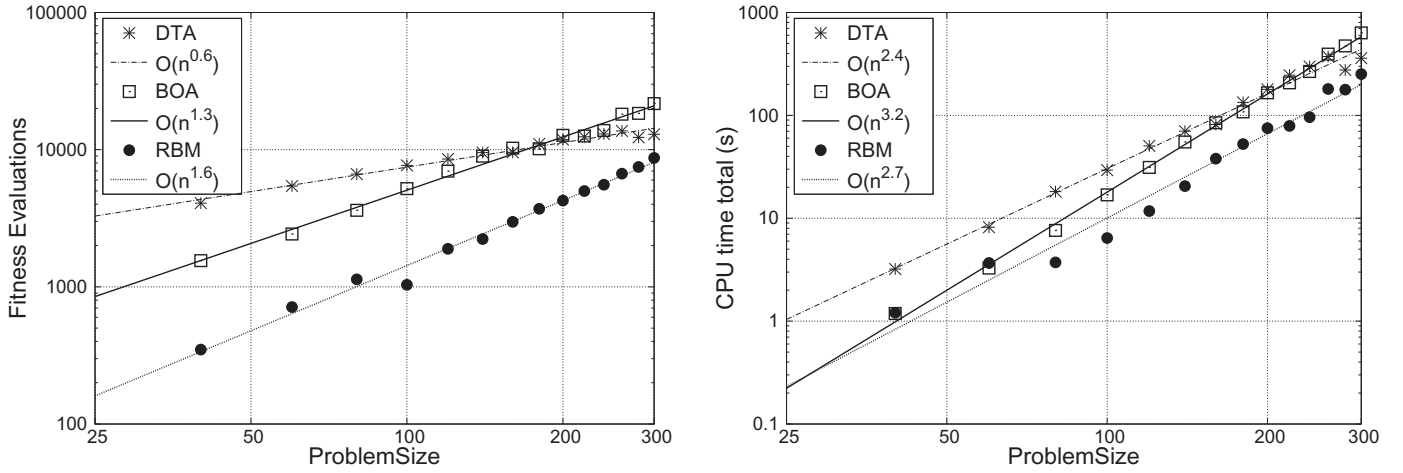 100000
10000
1000
100
25
50
100
200
300
Fitness Evaluations
ProblemSize
DTA
O(n^0.6)
BOA
O(n^1.3)
RBM
O(n^1.6)
1000
100
10
1
0.1
25
50
100
200
300
CPU time total (s)
ProblemSize
DTA
O(n^2.4)
BOA
O(n^3.2)
RBM
O(n^2.7)